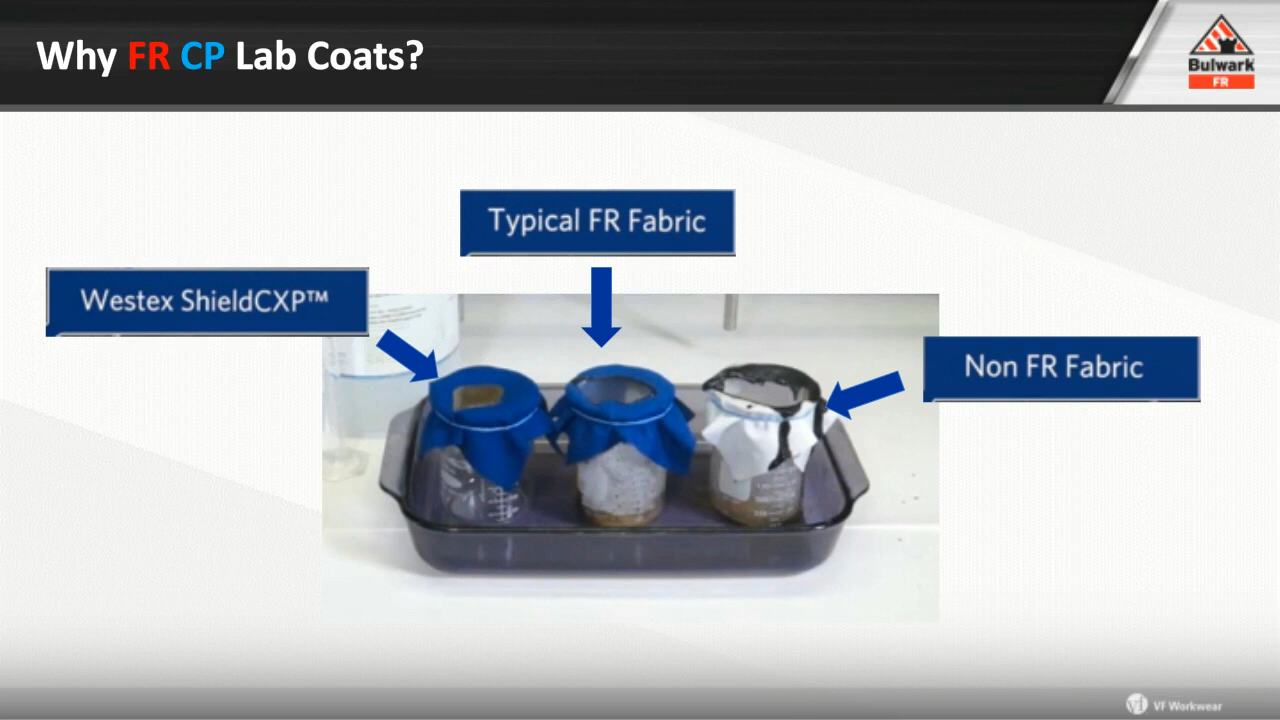 Why FR CP Lab Coats?
Bulwark
FR
Typical FR Fabric
Westex ShieldCXP™
Non FR Fabric
VF Workwear